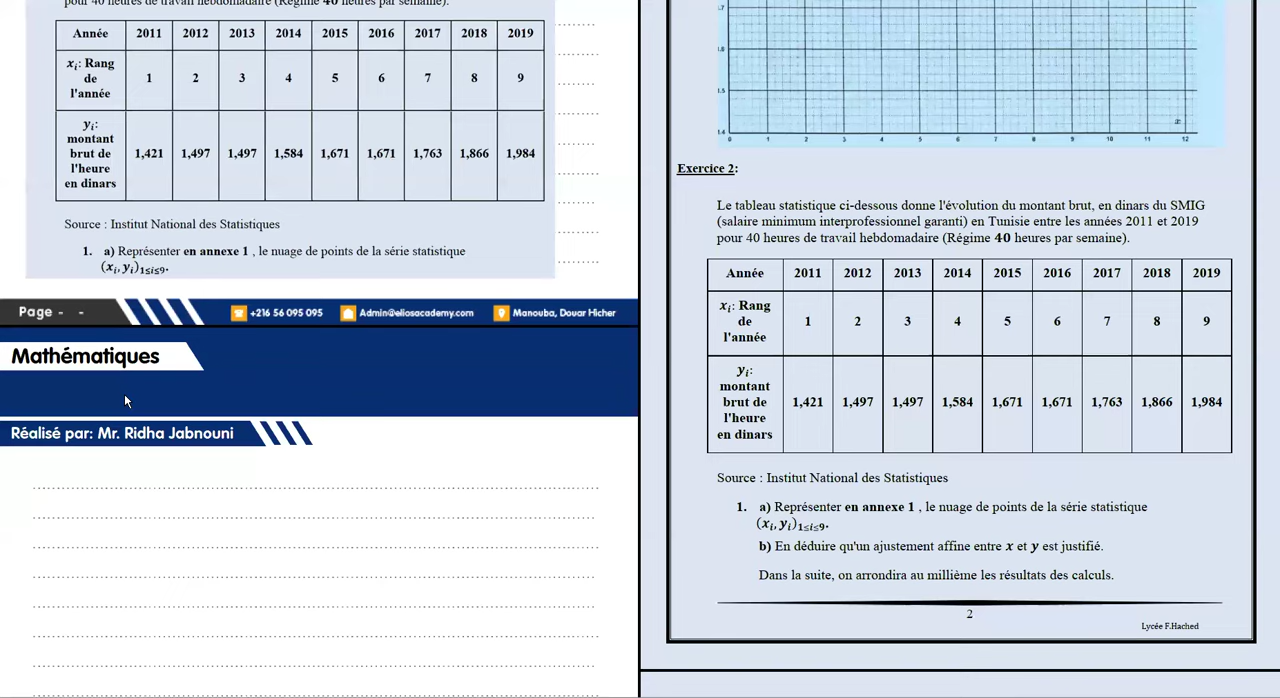 pour 40 heures de travail hebdomadaire (Régime 40 heures par semaine).
Année 2011 2012 2013 2014 2015 2016 2017 2018 2019
xᵢ: Rang
de
l'année
1 2 3 4 5 6 7 8 9
yᵢ:
montant
brut de
l'heure
en dinars
1,421 1,497 1,497 1,584 1,671 1,671 1,763 1,866 1,984
Source : Institut National des Statistiques
1. a) Représenter en annexe 1 , le nuage de points de la série statistique
(xᵢ, yᵢ)₁≤ᵢ≤₉.
Page - -
+216 56 095 095
Admin@eliosacademy.com
Manouba, Douar Hicher
Mathématiques
Réalisé par: Mr. Ridha Jabnouni
1.6
1.5
1.4
x
0 1 2 3 4 5 6 7 8 9 10 11 12
Exercice 2:
Le tableau statistique ci-dessous donne l'évolution du montant brut, en dinars du SMIG
(salaire minimum interprofessionnel garanti) en Tunisie entre les années 2011 et 2019
pour 40 heures de travail hebdomadaire (Régime 40 heures par semaine).
Année 2011 2012 2013 2014 2015 2016 2017 2018 2019
xᵢ: Rang
de
l'année
1 2 3 4 5 6 7 8 9
yᵢ:
montant
brut de
l'heure
en dinars
1,421 1,497 1,497 1,584 1,671 1,671 1,763 1,866 1,984
Source : Institut National des Statistiques
1. a) Représenter en annexe 1 , le nuage de points de la série statistique
(xᵢ, yᵢ)₁≤ᵢ≤₉.
b) En déduire qu'un ajustement affine entre x et y est justifié.
Dans la suite, on arrondira au millième les résultats des calculs.
2
Lycée F.Hached